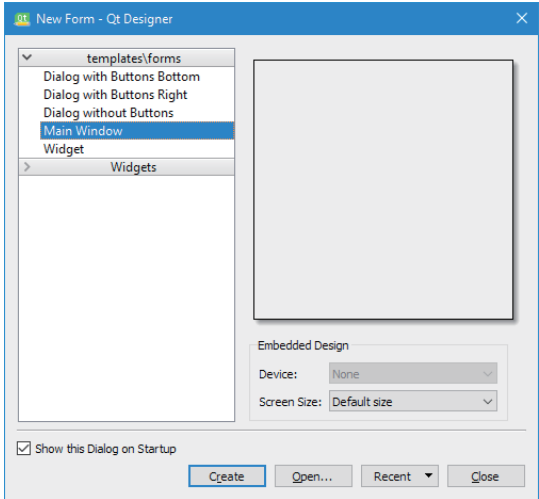 New Form - Qt Designer
templates\forms
Dialog with Buttons Bottom
Dialog with Buttons Right
Dialog without Buttons
Main Window
Widget
Widgets
Embedded Design
Device: None
Screen Size: Default size
Show this Dialog on Startup
Create Open... Recent Close